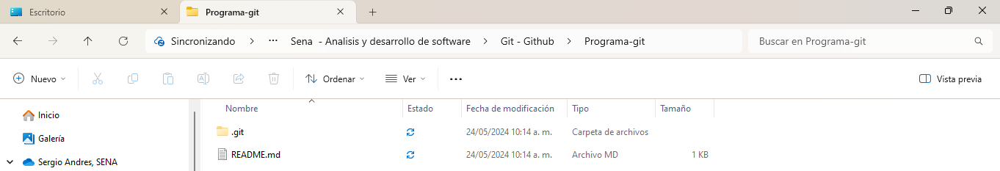 Escritorio
Programa-git
Sincronizando > ... Sena - Analisis y desarrollo de software > Git - Github > Programa-git
Buscar en Programa-git
Nuevo
Ordenar
Ver
Vista previa
Inicio
Galería
Sergio Andres, SENA
Nombre Estado Fecha de modificación Tipo Tamaño
.git 24/05/2024 10:14 a. m. Carpeta de archivos
README.md 24/05/2024 10:14 a. m. Archivo MD 1 KB